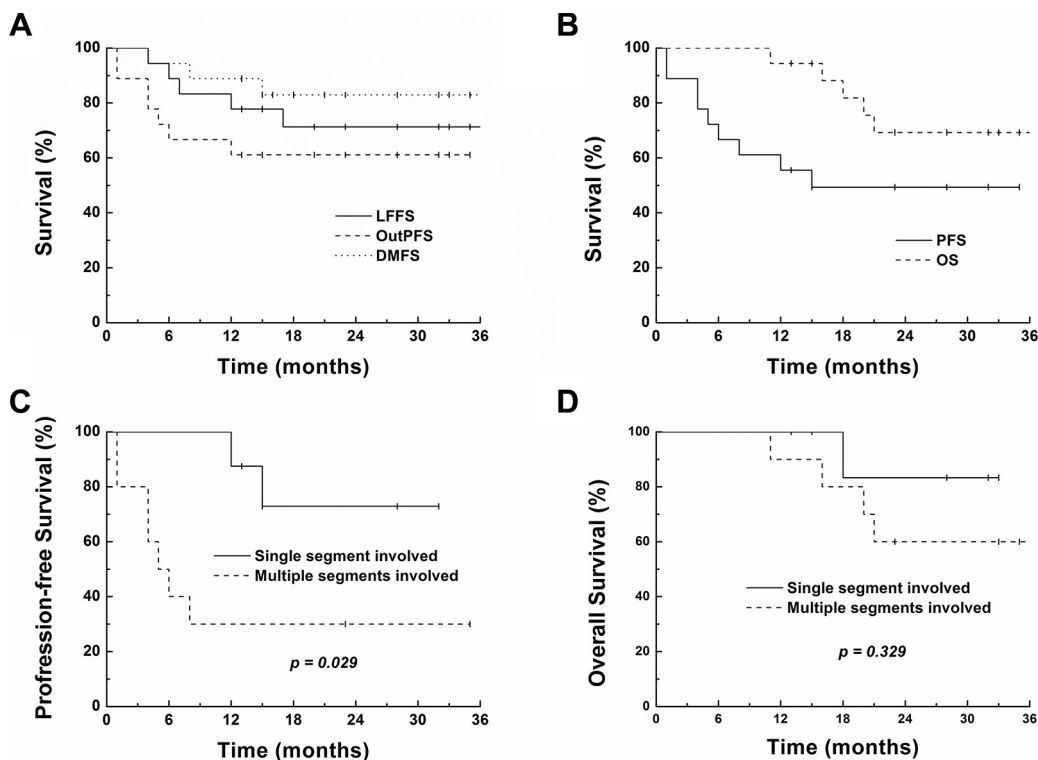 A
Survival (%)
100
80
60
40
20
0
LFFS
OutPFS
DMFS
0 6 12 18 24 30 36
Time (months)
B
Survival (%)
100
80
60
40
20
0
PFS
OS
0 6 12 18 24 30 36
Time (months)
C
Profression-free Survival (%)
100
80
60
40
20
0
Single segment involved
Multiple segments involved
p = 0.029
0 6 12 18 24 30 36
Time (months)
D
Overall Survival (%)
100
80
60
40
20
0
Single segment involved
Multiple segments involved
p = 0.329
0 6 12 18 24 30 36
Time (months)